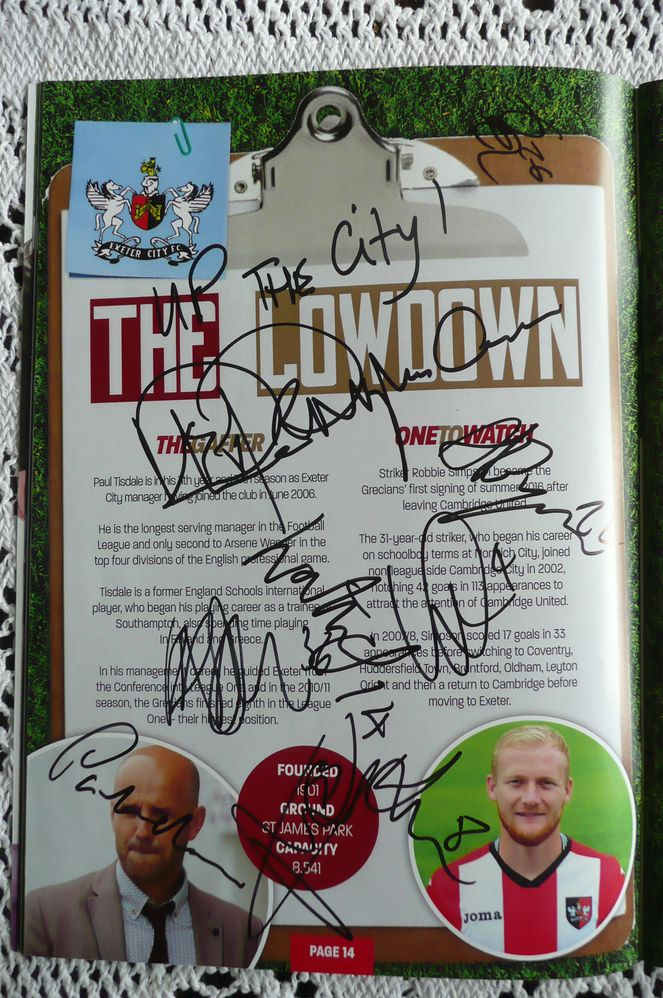 EXETER CITY F.C.
UP THE City!
THE LOWDOWN
THEGAFFER
Paul Tisdale is in his th year and season as Exeter
City manager having joined the club in June 2006.
He is the longest serving manager in the Football
League and only second to Arsene Wenger in the
top four divisions of the English professional game.
Tisdale is a former England Schools international
player, who began his playing career as a trainee at
Southampton, also spending time playing
in Finland and Greece.
In his management career, he guided Exeter from
the Conference into League One and in the 2010/11
season, the Grecians finished eighth in the League
One - their highest position.
ONETOWATCH
Striker Robbie Simpson became the
Grecians' first signing of summer 2016 after
leaving Cambridge United.
The 31-year-old striker, who began his career
on schoolboy terms at Norwich City, joined
non league side Cambridge City in 2002,
notching 42 goals in 113 appearances to
attract the attention of Cambridge United.
In 2007/8, Simpson scored 17 goals in 33
appearances before switching to Coventry,
Huddersfield Town, Brentford, Oldham, Leyton
Orient and then a return to Cambridge before
moving to Exeter.
FOUNDED
1901
GROUND
ST JAMES PARK
CAPACITY
8,541
joma
PAGE 14